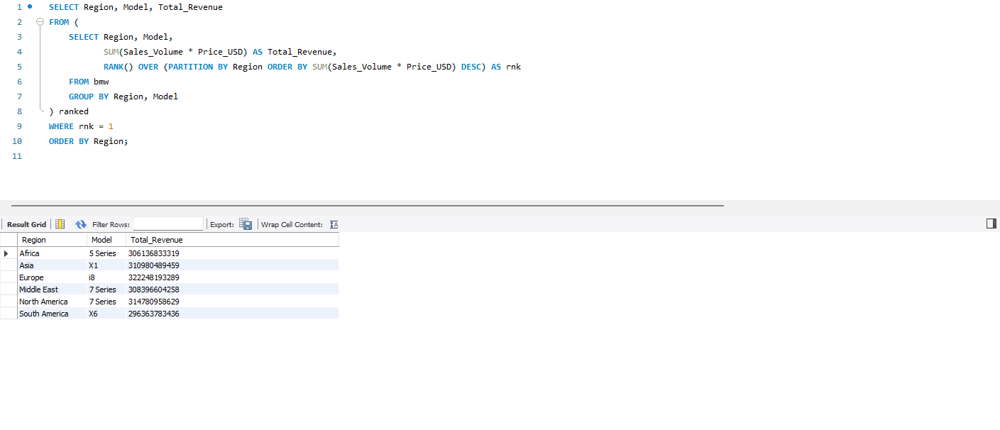 1 SELECT Region, Model, Total_Revenue
2 FROM (
3 SELECT Region, Model,
4 SUM(Sales_Volume * Price_USD) AS Total_Revenue,
5 RANK() OVER (PARTITION BY Region ORDER BY SUM(Sales_Volume * Price_USD) DESC) AS rnk
6 FROM bmw
7 GROUP BY Region, Model
8 ) ranked
9 WHERE rnk = 1
10 ORDER BY Region;
11
Result Grid Filter Rows: Export: Wrap Cell Content: IA
Region Model Total_Revenue
Africa 5 Series 306136833319
Asia X1 310980489459
Europe i8 322248193289
Middle East 7 Series 308396604258
North America 7 Series 314780958629
South America X6 296363783436